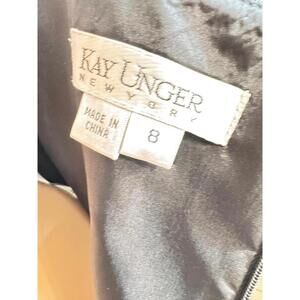 KAY UNGER
NEW YORK
MADE IN
CHINA
8